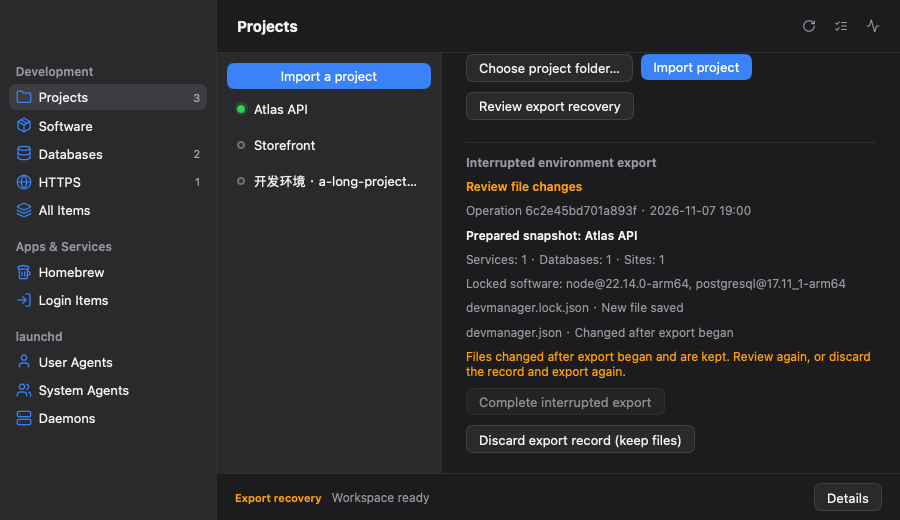 Projects
Development
Projects 3
Software
Databases 2
HTTPS 1
All Items
Apps & Services
Homebrew
Login Items
launchd
User Agents
System Agents
Daemons
Import a project
Atlas API
Storefront
开发环境 · a-long-project...
Choose project folder... Import project
Review export recovery
Interrupted environment export
Review file changes
Operation 6c2e45bd701a893f · 2026-11-07 19:00
Prepared snapshot: Atlas API
Services: 1 · Databases: 1 · Sites: 1
Locked software: node@22.14.0-arm64, postgresql@17.11_1-arm64
devmanager.lock.json · New file saved
devmanager.json · Changed after export began
Files changed after export began and are kept. Review again, or discard
the record and export again.
Complete interrupted export
Discard export record (keep files)
Export recovery Workspace ready
Details